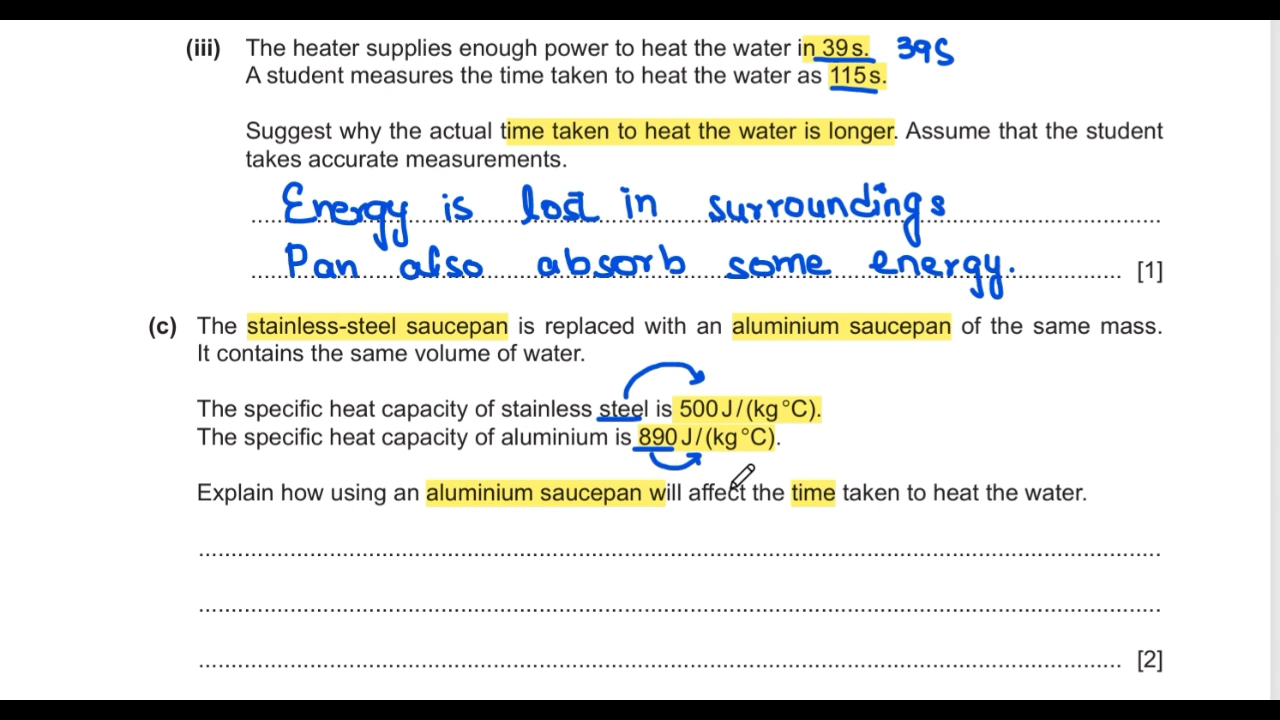 (iii) The heater supplies enough power to heat the water in 39 s. 39s
A student measures the time taken to heat the water as 115 s.
Suggest why the actual time taken to heat the water is longer. Assume that the student
takes accurate measurements.
Energy is lost in surroundings
Pan also absorb some energy. [1]
(c) The stainless-steel saucepan is replaced with an aluminium saucepan of the same mass.
It contains the same volume of water.
The specific heat capacity of stainless steel is 500 J/(kg °C).
The specific heat capacity of aluminium is 890 J/(kg °C).
Explain how using an aluminium saucepan will affect the time taken to heat the water.
[2]